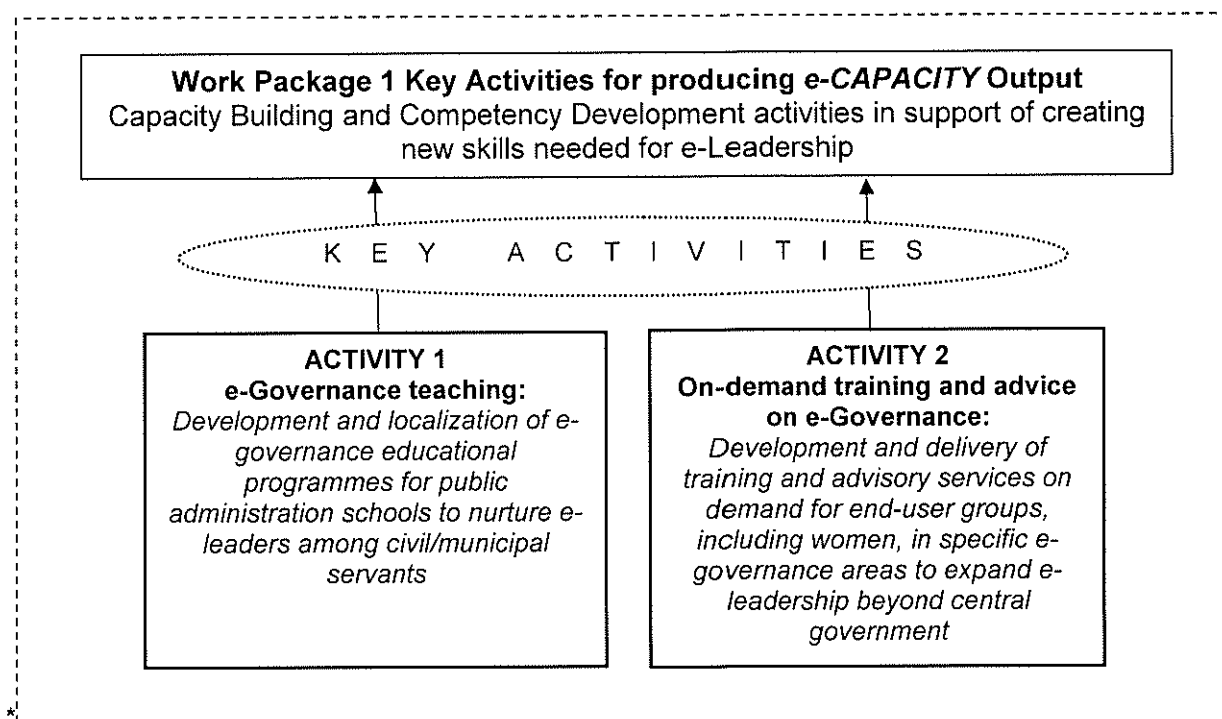 Work Package 1 Key Activities for producing e-CAPACITY Output
Capacity Building and Competency Development activities in support of creating
new skills needed for e-Leadership
K E Y A C T I V I T I E S
ACTIVITY 1
e-Governance teaching:
Development and localization of e-
governance educational
programmes for public
administration schools to nurture e-
leaders among civil/municipal
servants
ACTIVITY 2
On-demand training and advice
on e-Governance:
Development and delivery of
training and advisory services on
demand for end-user groups,
including women, in specific e-
governance areas to expand e-
leadership beyond central
government
*